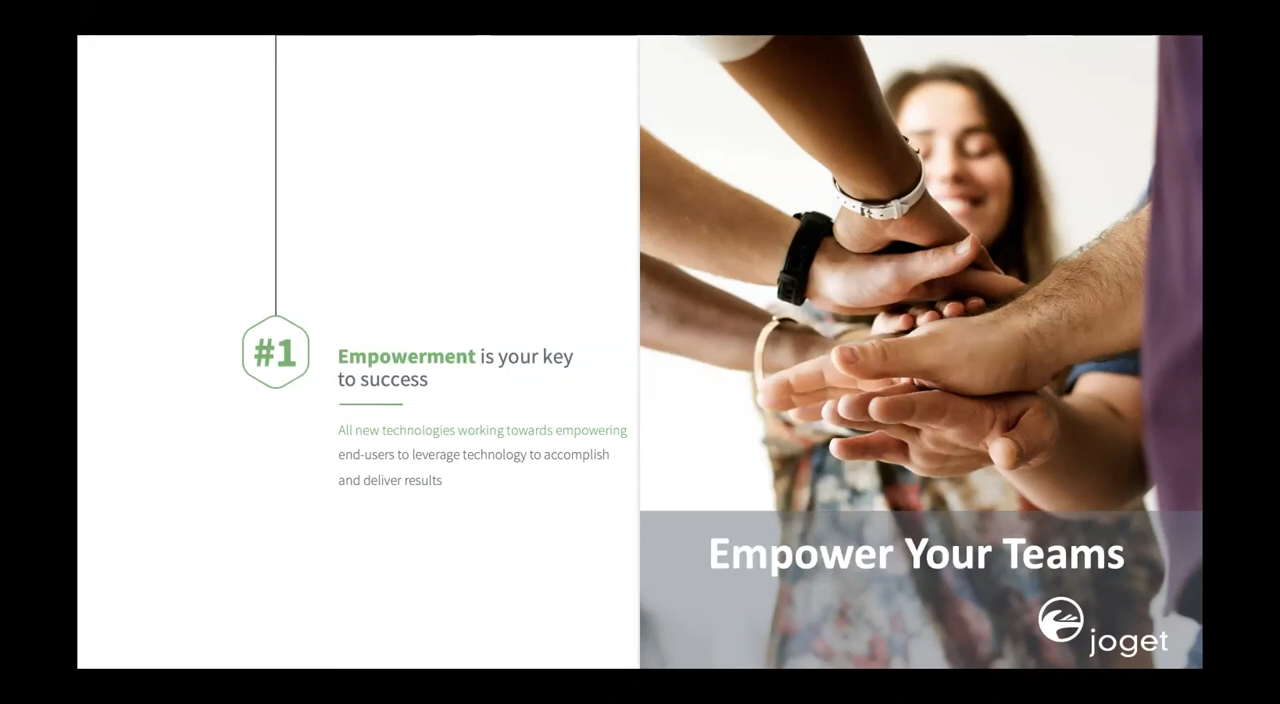 #1
Empowerment is your key
to success
All new technologies working towards empowering
end-users to leverage technology to accomplish
and deliver results
Empower Your Teams
joget